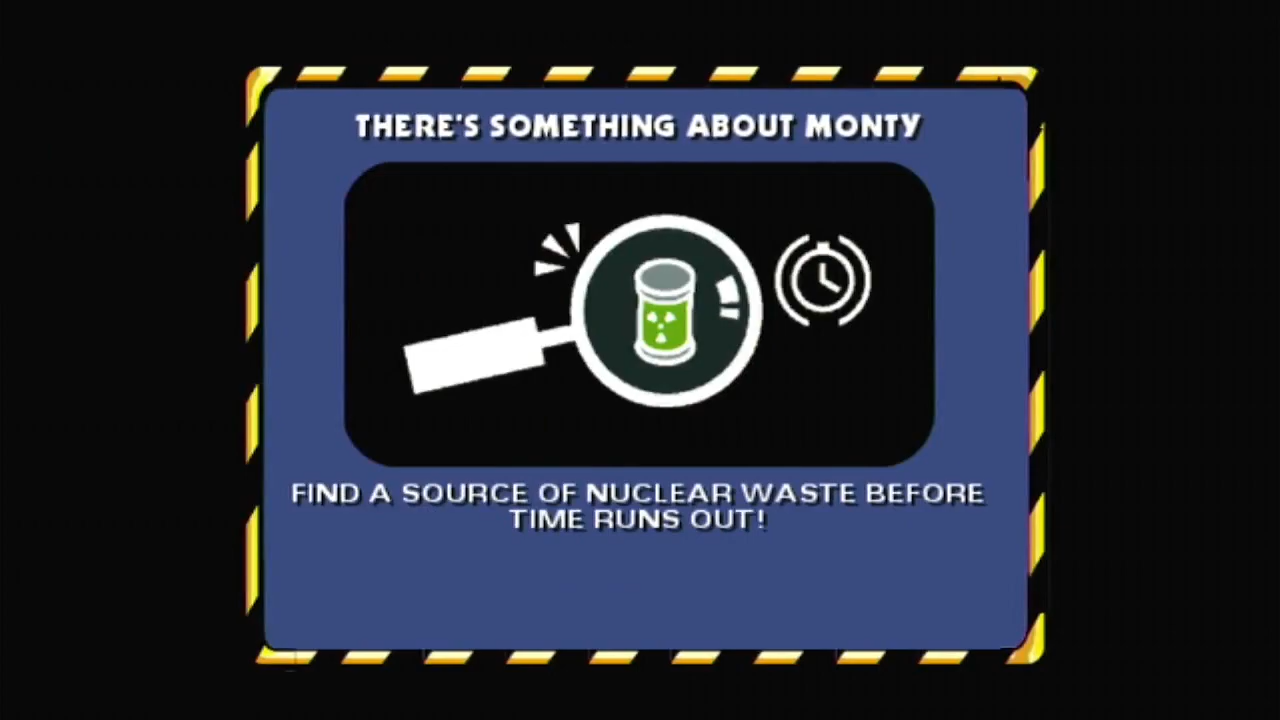 THERE'S SOMETHING ABOUT MONTY
FIND A SOURCE OF NUCLEAR WASTE BEFORE
TIME RUNS OUT!